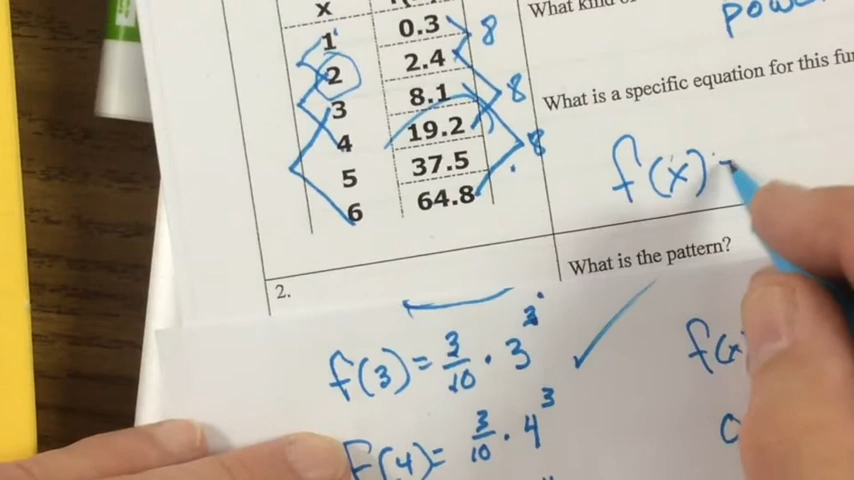 x
1 0.3 8
2 2.4
3 8.1 8
4 19.2 8
5 37.5
6 64.8
What kind
power
What is a specific equation for this fu
f(x) =
2.
What is the pattern?
f(3) = 3/10 · 3^3
f(4) = 3/10 · 4^3
f(x